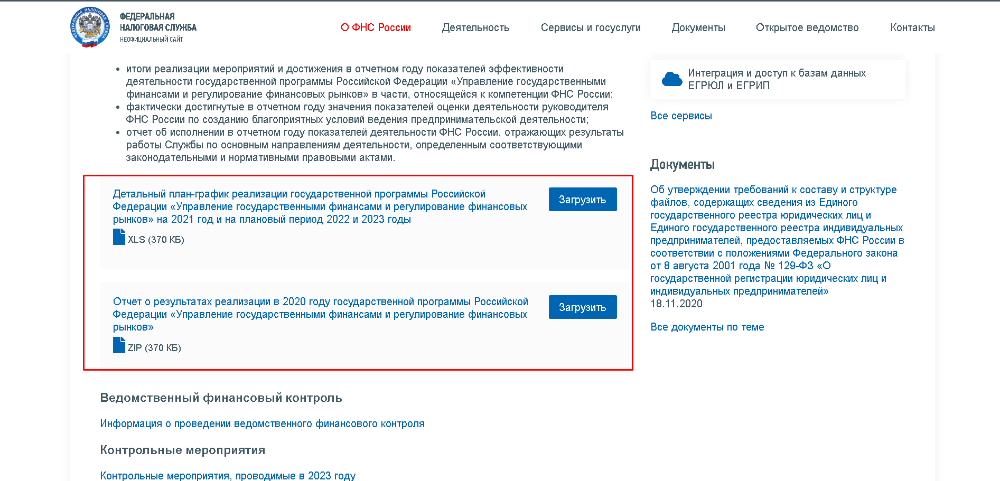 ФЕДЕРАЛЬНАЯ НАЛОГОВАЯ СЛУЖБА
ФЕДЕРАЛЬНАЯ
НАЛОГОВАЯ СЛУЖБА
НЕОФИЦИАЛЬНЫЙ САЙТ
О ФНС России
Деятельность
Сервисы и госуслуги
Документы
Открытое ведомство
Контакты
• итоги реализации мероприятий и достижения в отчетном году показателей эффективности
деятельности государственной программы Российской Федерации «Управление государственными
финансами и регулирование финансовых рынков» в части, относящейся к компетенции ФНС России;
• фактически достигнутые в отчетном году значения показателей оценки деятельности руководителя
ФНС России по созданию благоприятных условий ведения предпринимательской деятельности;
• отчет об исполнении в отчетном году показателей деятельности ФНС России, отражающих результаты
работы Службы по основным направлениям деятельности, определенным соответствующими
законодательными и нормативными правовыми актами.
Детальный план-график реализации государственной программы Российской
Федерации «Управление государственными финансами и регулирование финансовых
рынков» на 2021 год и на плановый период 2022 и 2023 годы
XLS (370 КБ)
Загрузить
Отчет о результатах реализации в 2020 году государственной программы Российской
Федерации «Управление государственными финансами и регулирование финансовых
рынков»
ZIP (370 КБ)
Загрузить
Ведомственный финансовый контроль
Информация о проведении ведомственного финансового контроля
Контрольные мероприятия
Контрольные мероприятия, проводимые в 2023 году
Интеграция и доступ к базам данных
ЕГРЮЛ и ЕГРИП
Все сервисы
Документы
Об утверждении требований к составу и структуре
файлов, содержащих сведения из Единого
государственного реестра юридических лиц и
Единого государственного реестра индивидуальных
предпринимателей, предоставляемых ФНС России в
соответствии с положениями Федерального закона
от 8 августа 2001 года № 129-ФЗ «О
государственной регистрации юридических лиц и
индивидуальных предпринимателей»
18.11.2020
Все документы по теме